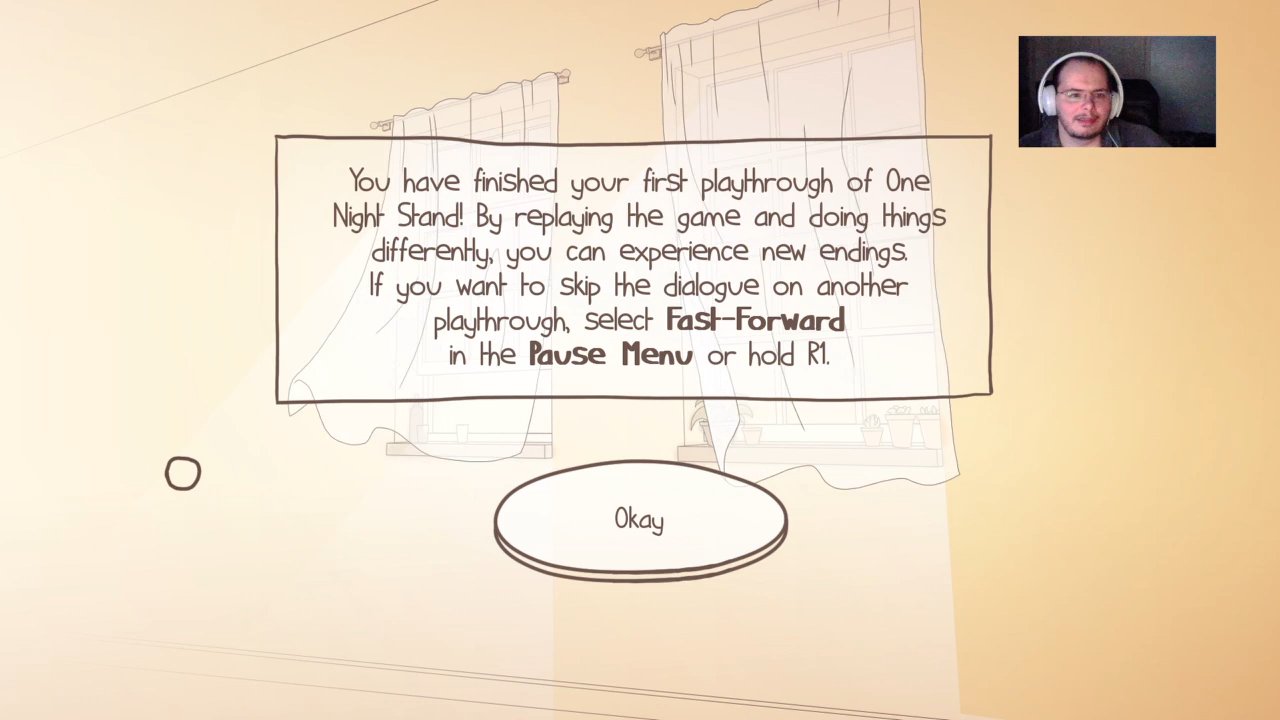 You have finished your first playthrough of One
Night Stand! By replaying the game and doing things
differently, you can experience new endings.
If you want to skip the dialogue on another
playthrough, select Fast-Forward
in the Pause Menu or hold R1.
Okay